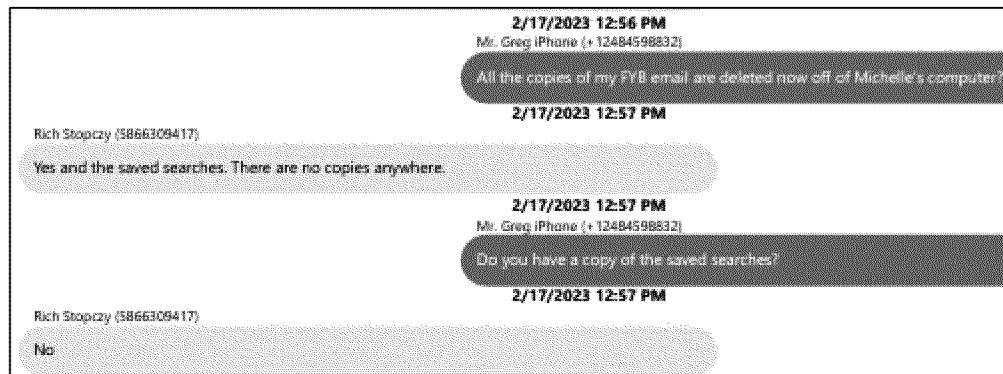 2/17/2023 12:56 PM
Mr. Greg iPhone (+12484598832)
All the copies of my FYB email are deleted now off of Michelle's computer?
2/17/2023 12:57 PM
Rich Stopczy (5866309417)
Yes and the saved searches. There are no copies anywhere.
2/17/2023 12:57 PM
Mr. Greg iPhone (+12484598832)
Do you have a copy of the saved searches?
2/17/2023 12:57 PM
Rich Stopczy (5866309417)
No